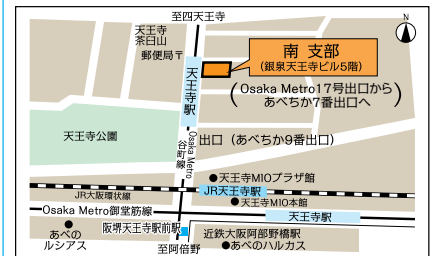 至四天王寺
N
天王寺
茶臼山
郵便局〒
南 支部
(銀泉天王寺ビル5階)
天王寺駅
(Osaka Metro17号出口から
あべちか7番出口へ)
天王寺公園
Osaka Metro
谷町線
出口(あべちか9番出口)
●天王寺MIOプラザ館
JR大阪環状線
JR天王寺駅
●天王寺MIO本館
Osaka Metro御堂筋線
天王寺駅
●あべの
ルシアス
阪堺天王寺駅前駅
近鉄大阪阿部野橋駅
至阿倍野
●あべのハルカス